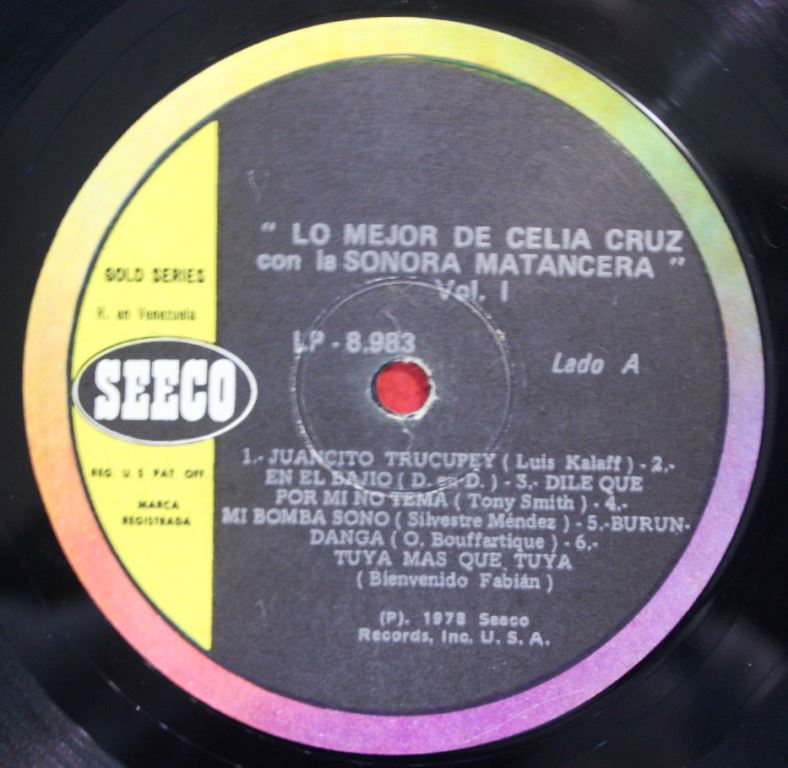 " LO MEJOR DE CELIA CRUZ
con la SONORA MATANCERA "
Vol. I
GOLD SERIES
H. en Venezuela
LP - 8.983
Lado A
SEECO
REG. U. S. PAT. OFF.
MARCA
REGISTRADA
1.- JUANCITO TRUCUPEY ( Luis Kalaff ) - 2.-
EN EL BAJIO ( D. en D. ) - 3.- DILE QUE
POR MI NO TEMA ( Tony Smith ) - 4.-
MI BOMBA SONO ( Silvestre Méndez ) - 5.- BURUN-
DANGA ( O. Bouffartique ) - 6.-
TUYA MAS QUE TUYA
( Bienvenido Fabián )
(P). 1978 Seeco
Records, Inc. U. S. A.